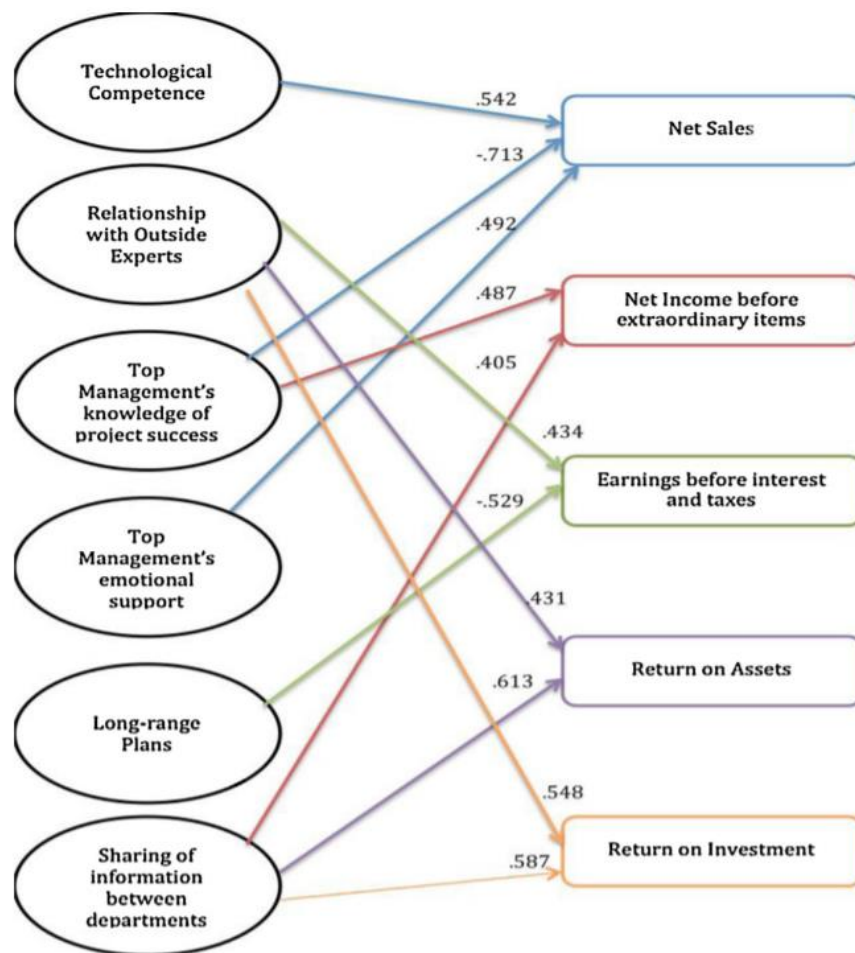 Technological
Competence
Relationship
with Outside
Experts
Top
Management's
knowledge of
project success
Top
Management's
emotional
support
Long-range
Plans
Sharing of
information
between
departments
.542
-.713
.492
.487
.405
.434
-.529
.431
.613
.548
.587
Net Sales
Net Income before
extraordinary items
Earnings before interest
and taxes
Return on Assets
Return on Investment